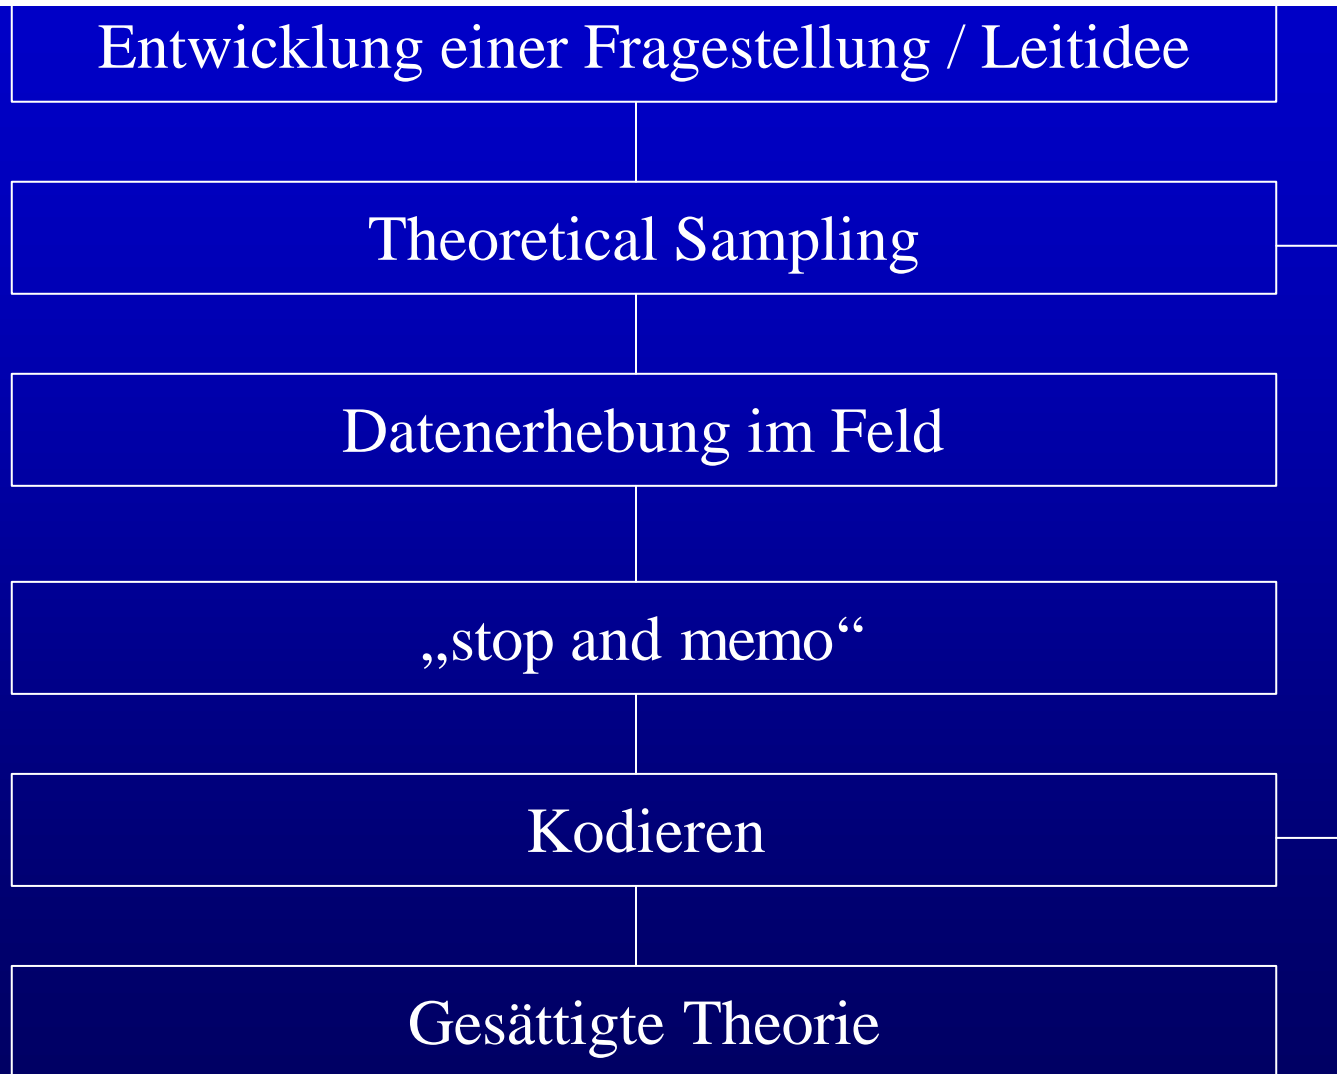 Entwicklung einer Fragestellung / Leitidee
Theoretical Sampling
Datenerhebung im Feld
„stop and memo“
Kodieren
Gesättigte Theorie